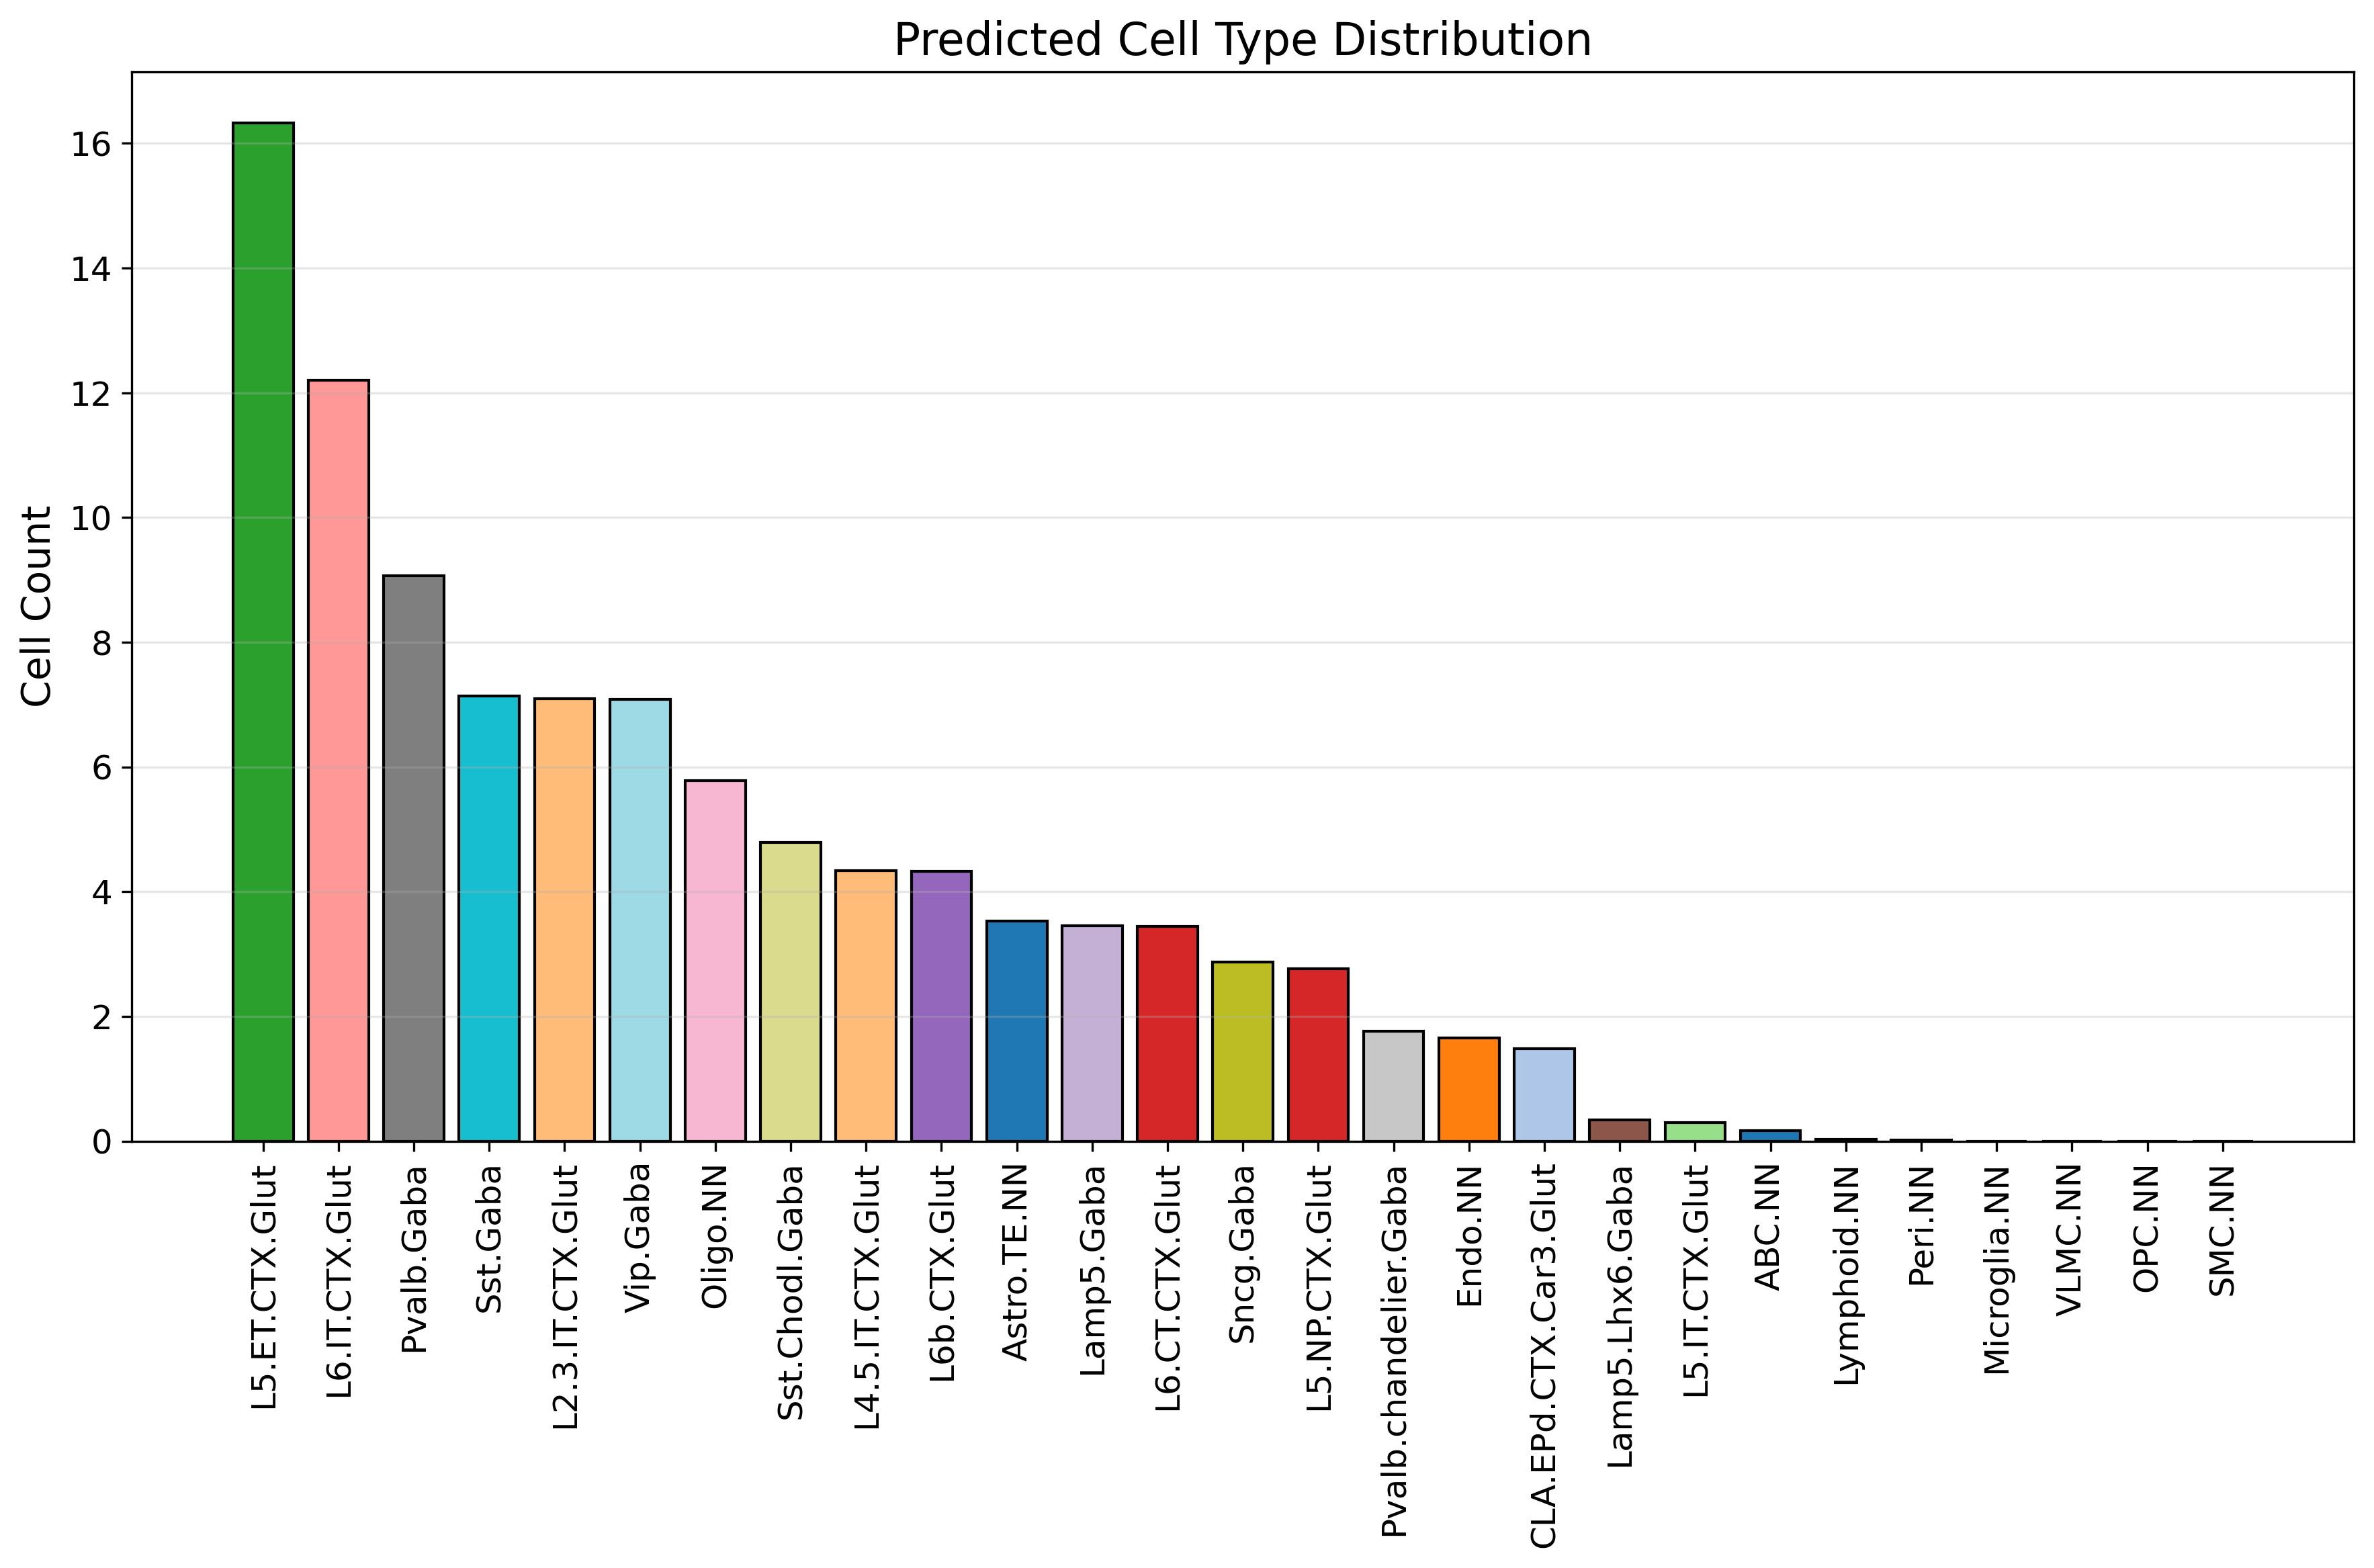 Predicted Cell Type Distribution
Cell Count
16
14
12
10
8
6
4
2
0
L5.ET.CTX.Glut
L6.IT.CTX.Glut
Pvalb.Gaba
Sst.Gaba
L2.3.IT.CTX.Glut
Vip.Gaba
Oligo.NN
Sst.Chodl.Gaba
L4.5.IT.CTX.Glut
L6b.CTX.Glut
Astro.TE.NN
Lamp5.Gaba
L6.CT.CTX.Glut
Sncg.Gaba
L5.NP.CTX.Glut
Pvalb.chandelier.Gaba
Endo.NN
CLA.EPd.CTX.Car3.Glut
Lamp5.Lhx6.Gaba
L5.IT.CTX.Glut
ABC.NN
Lymphoid.NN
Peri.NN
Microglia.NN
VLMC.NN
OPC.NN
SMC.NN